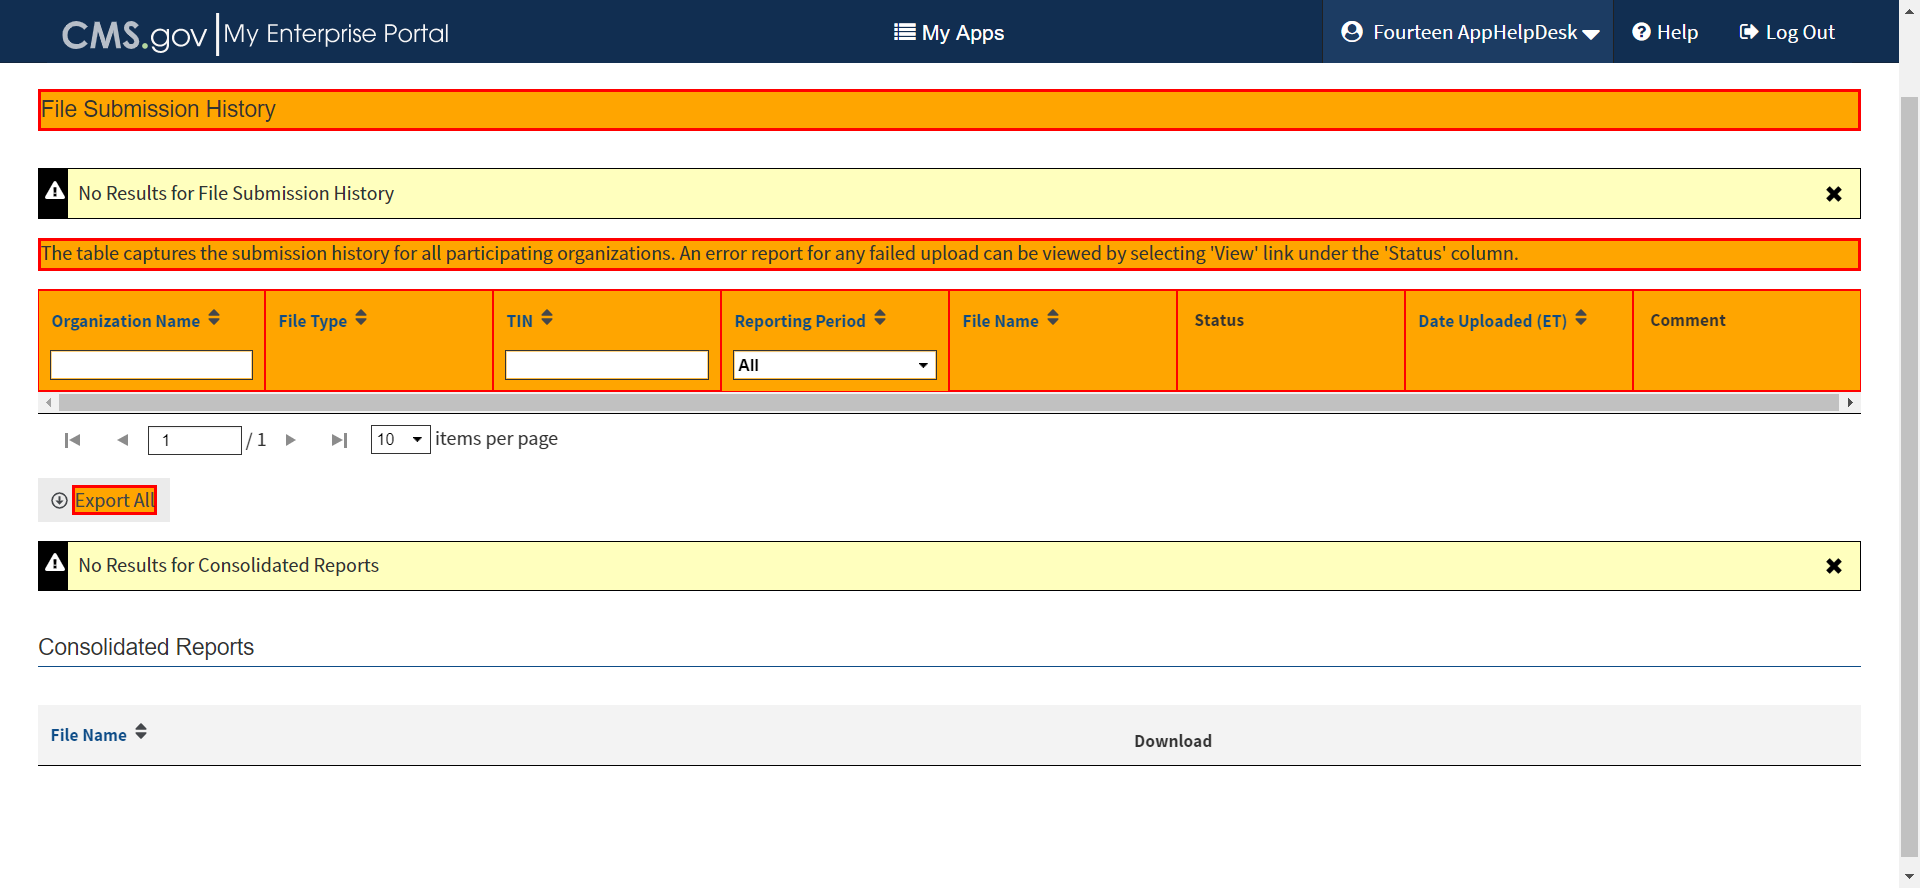 CMS.gov My Enterprise Portal My Apps Fourteen AppHelpDesk Help Log Out
File Submission History
No Results for File Submission History
The table captures the submission history for all participating organizations. An error report for any failed upload can be viewed by selecting 'View' link under the 'Status' column.
Organization Name File Type TIN Reporting Period File Name Status Date Uploaded (ET) Comment
All
1 / 1 10 items per page
Export All
No Results for Consolidated Reports
Consolidated Reports
File Name Download